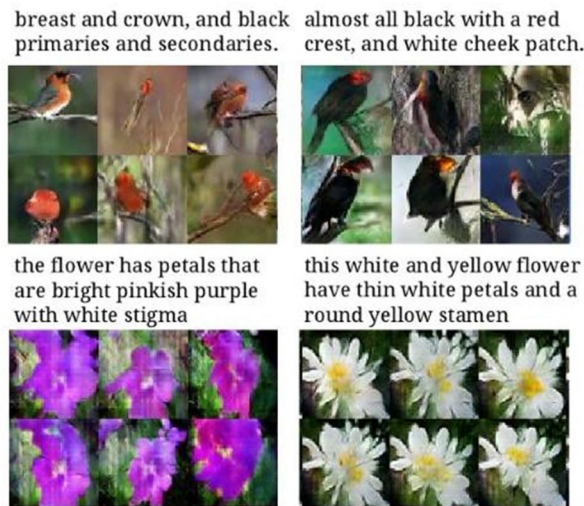 breast and crown, and black
primaries and secondaries.
almost all black with a red
crest, and white cheek patch.
the flower has petals that
are bright pinkish purple
with white stigma
this white and yellow flower
have thin white petals and a
round yellow stamen